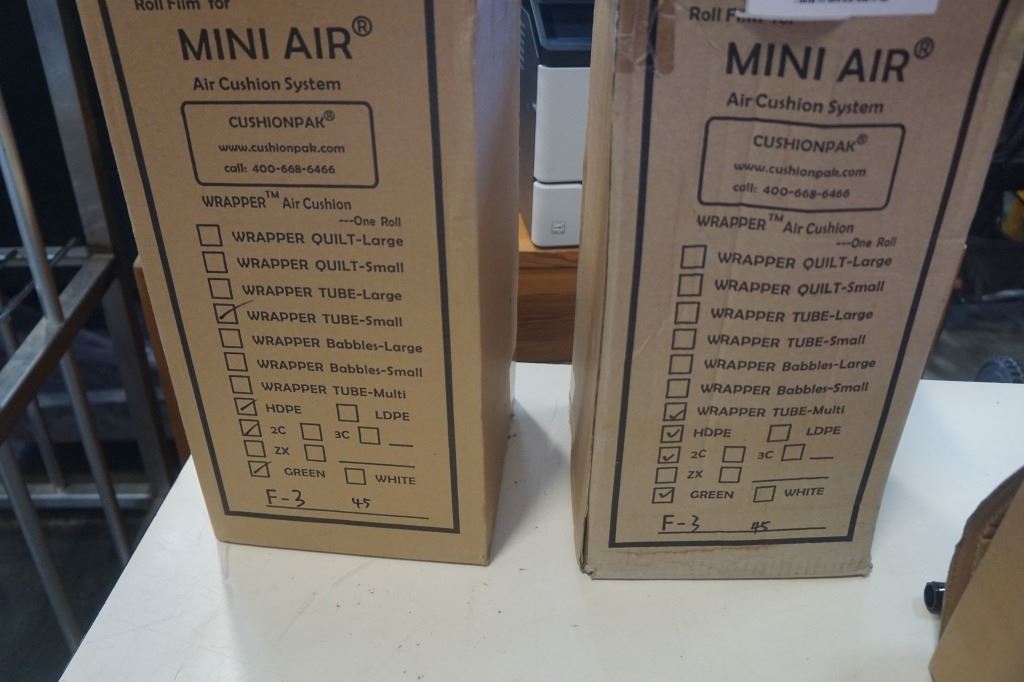 Roll Film for
MINI AIR®
Air Cushion System
CUSHIONPAK®
www.cushionpak.com
call: 400-668-6466
WRAPPER™ Air Cushion
---One Roll
WRAPPER QUILT-Large
WRAPPER QUILT-Small
WRAPPER TUBE-Large
WRAPPER TUBE-Small
WRAPPER Babbles-Large
WRAPPER Babbles-Small
WRAPPER TUBE-Multi
HDPE LDPE
2C 3C
ZX
GREEN WHITE
F-3 45
Roll Film for
MINI AIR®
Air Cushion System
CUSHIONPAK®
www.cushionpak.com
call: 400-668-6466
WRAPPER™ Air Cushion
---One Roll
WRAPPER QUILT-Large
WRAPPER QUILT-Small
WRAPPER TUBE-Large
WRAPPER TUBE-Small
WRAPPER Babbles-Large
WRAPPER Babbles-Small
WRAPPER TUBE-Multi
HDPE LDPE
2C 3C
ZX
GREEN WHITE
F-3 45